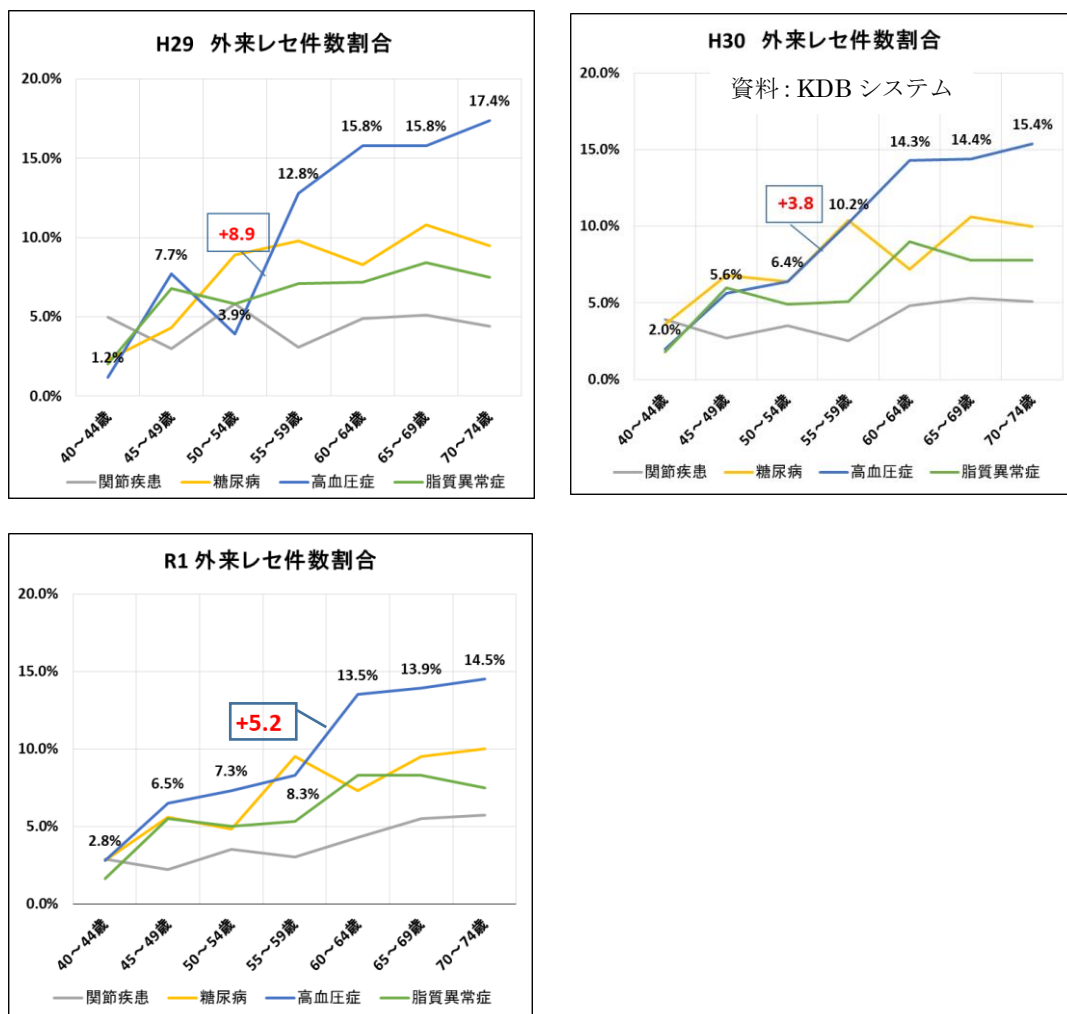 H29 外来レセ件数割合
20.0%
15.0%
10.0%
5.0%
0.0%
1.2%
7.7%
3.9%
12.8%
15.8%
15.8%
17.4%
+8.9
40～44歳
45～49歳
50～54歳
55～59歳
60～64歳
65～69歳
70～74歳
関節疾患 糖尿病 高血圧症 脂質異常症
H30 外来レセ件数割合
資料：KDB システム
20.0%
15.0%
10.0%
5.0%
0.0%
2.0%
5.6%
6.4%
10.2%
14.3%
14.4%
15.4%
+3.8
40～44歳
45～49歳
50～54歳
55～59歳
60～64歳
65～69歳
70～74歳
関節疾患 糖尿病 高血圧症 脂質異常症
R1 外来レセ件数割合
20.0%
15.0%
10.0%
5.0%
0.0%
2.8%
6.5%
7.3%
8.3%
13.5%
13.9%
14.5%
+5.2
40～44歳
45～49歳
50～54歳
55～59歳
60～64歳
65～69歳
70～74歳
関節疾患 糖尿病 高血圧症 脂質異常症